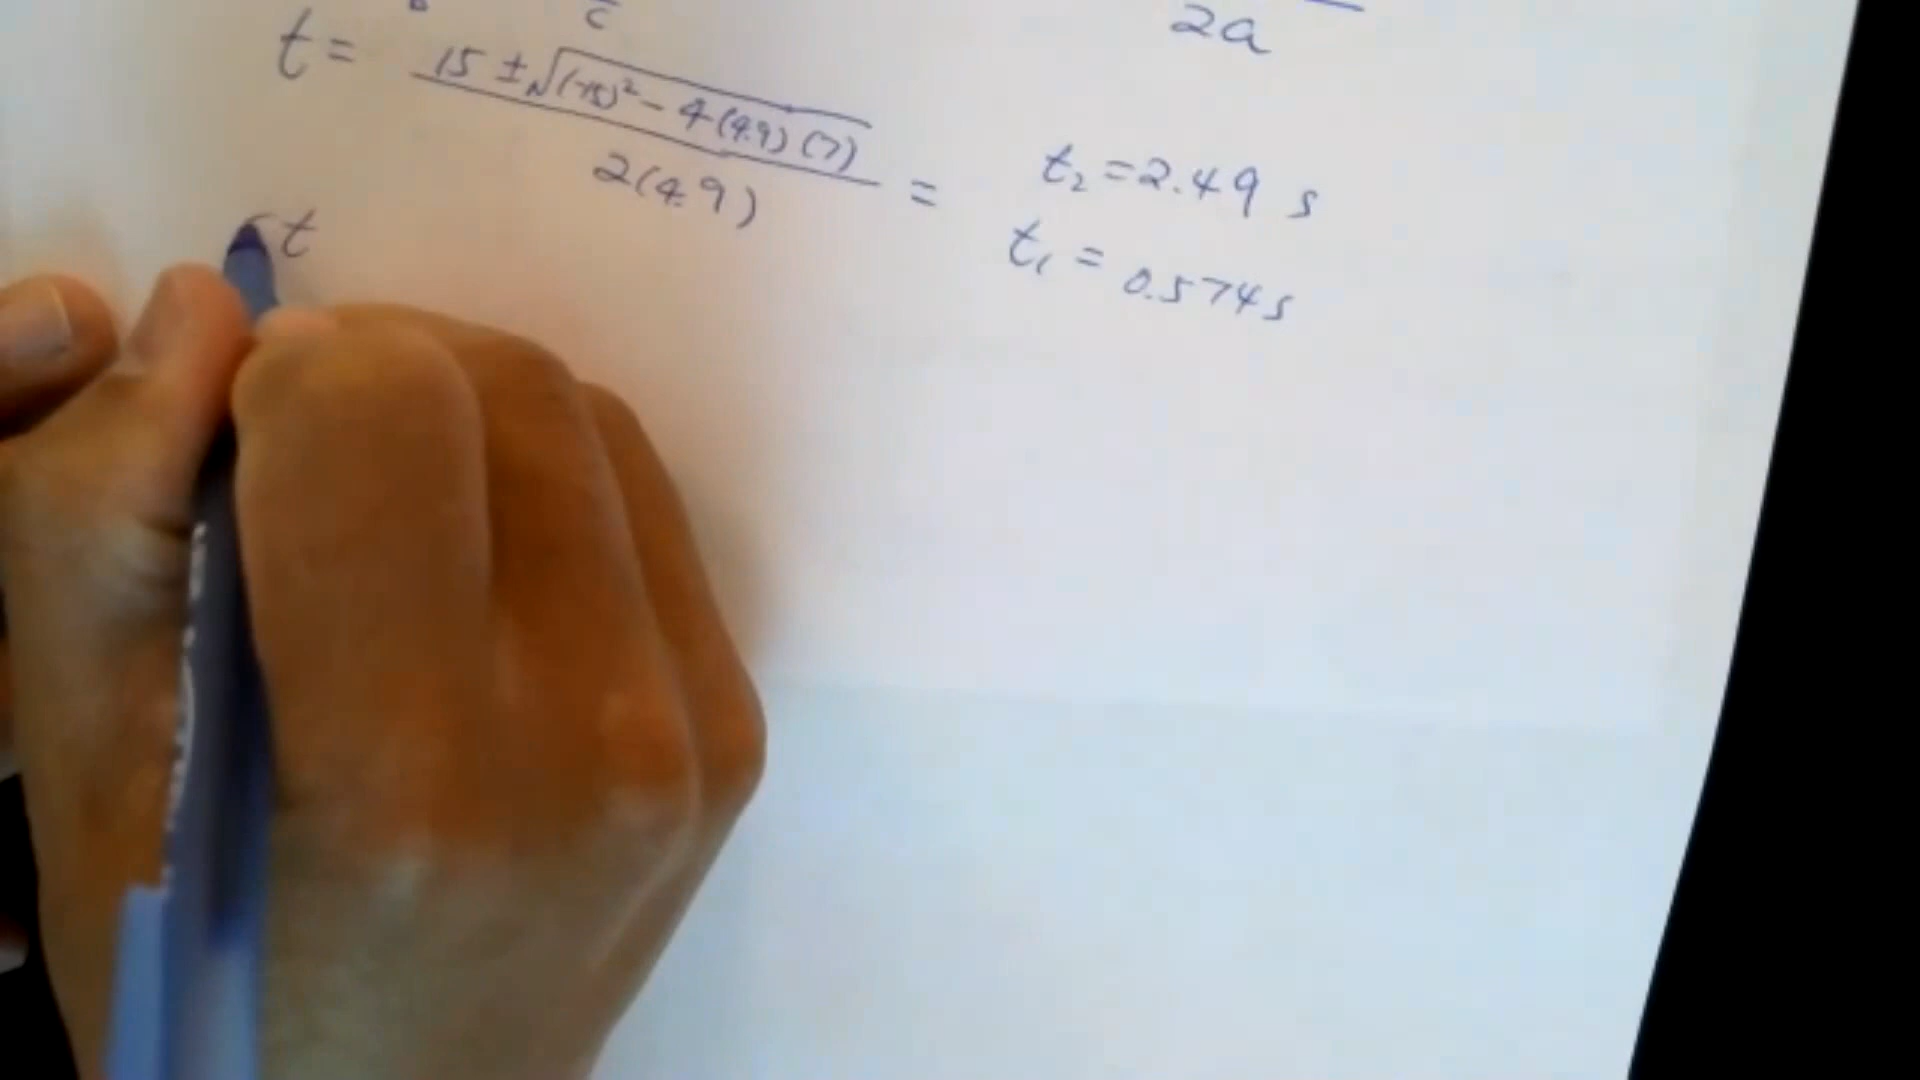 c
2a
t = 15 ± √(-15)² - 4(4.9)(7)
2(4.9)
=
t₂ = 2.49 s
t₁ = 0.574 s
t